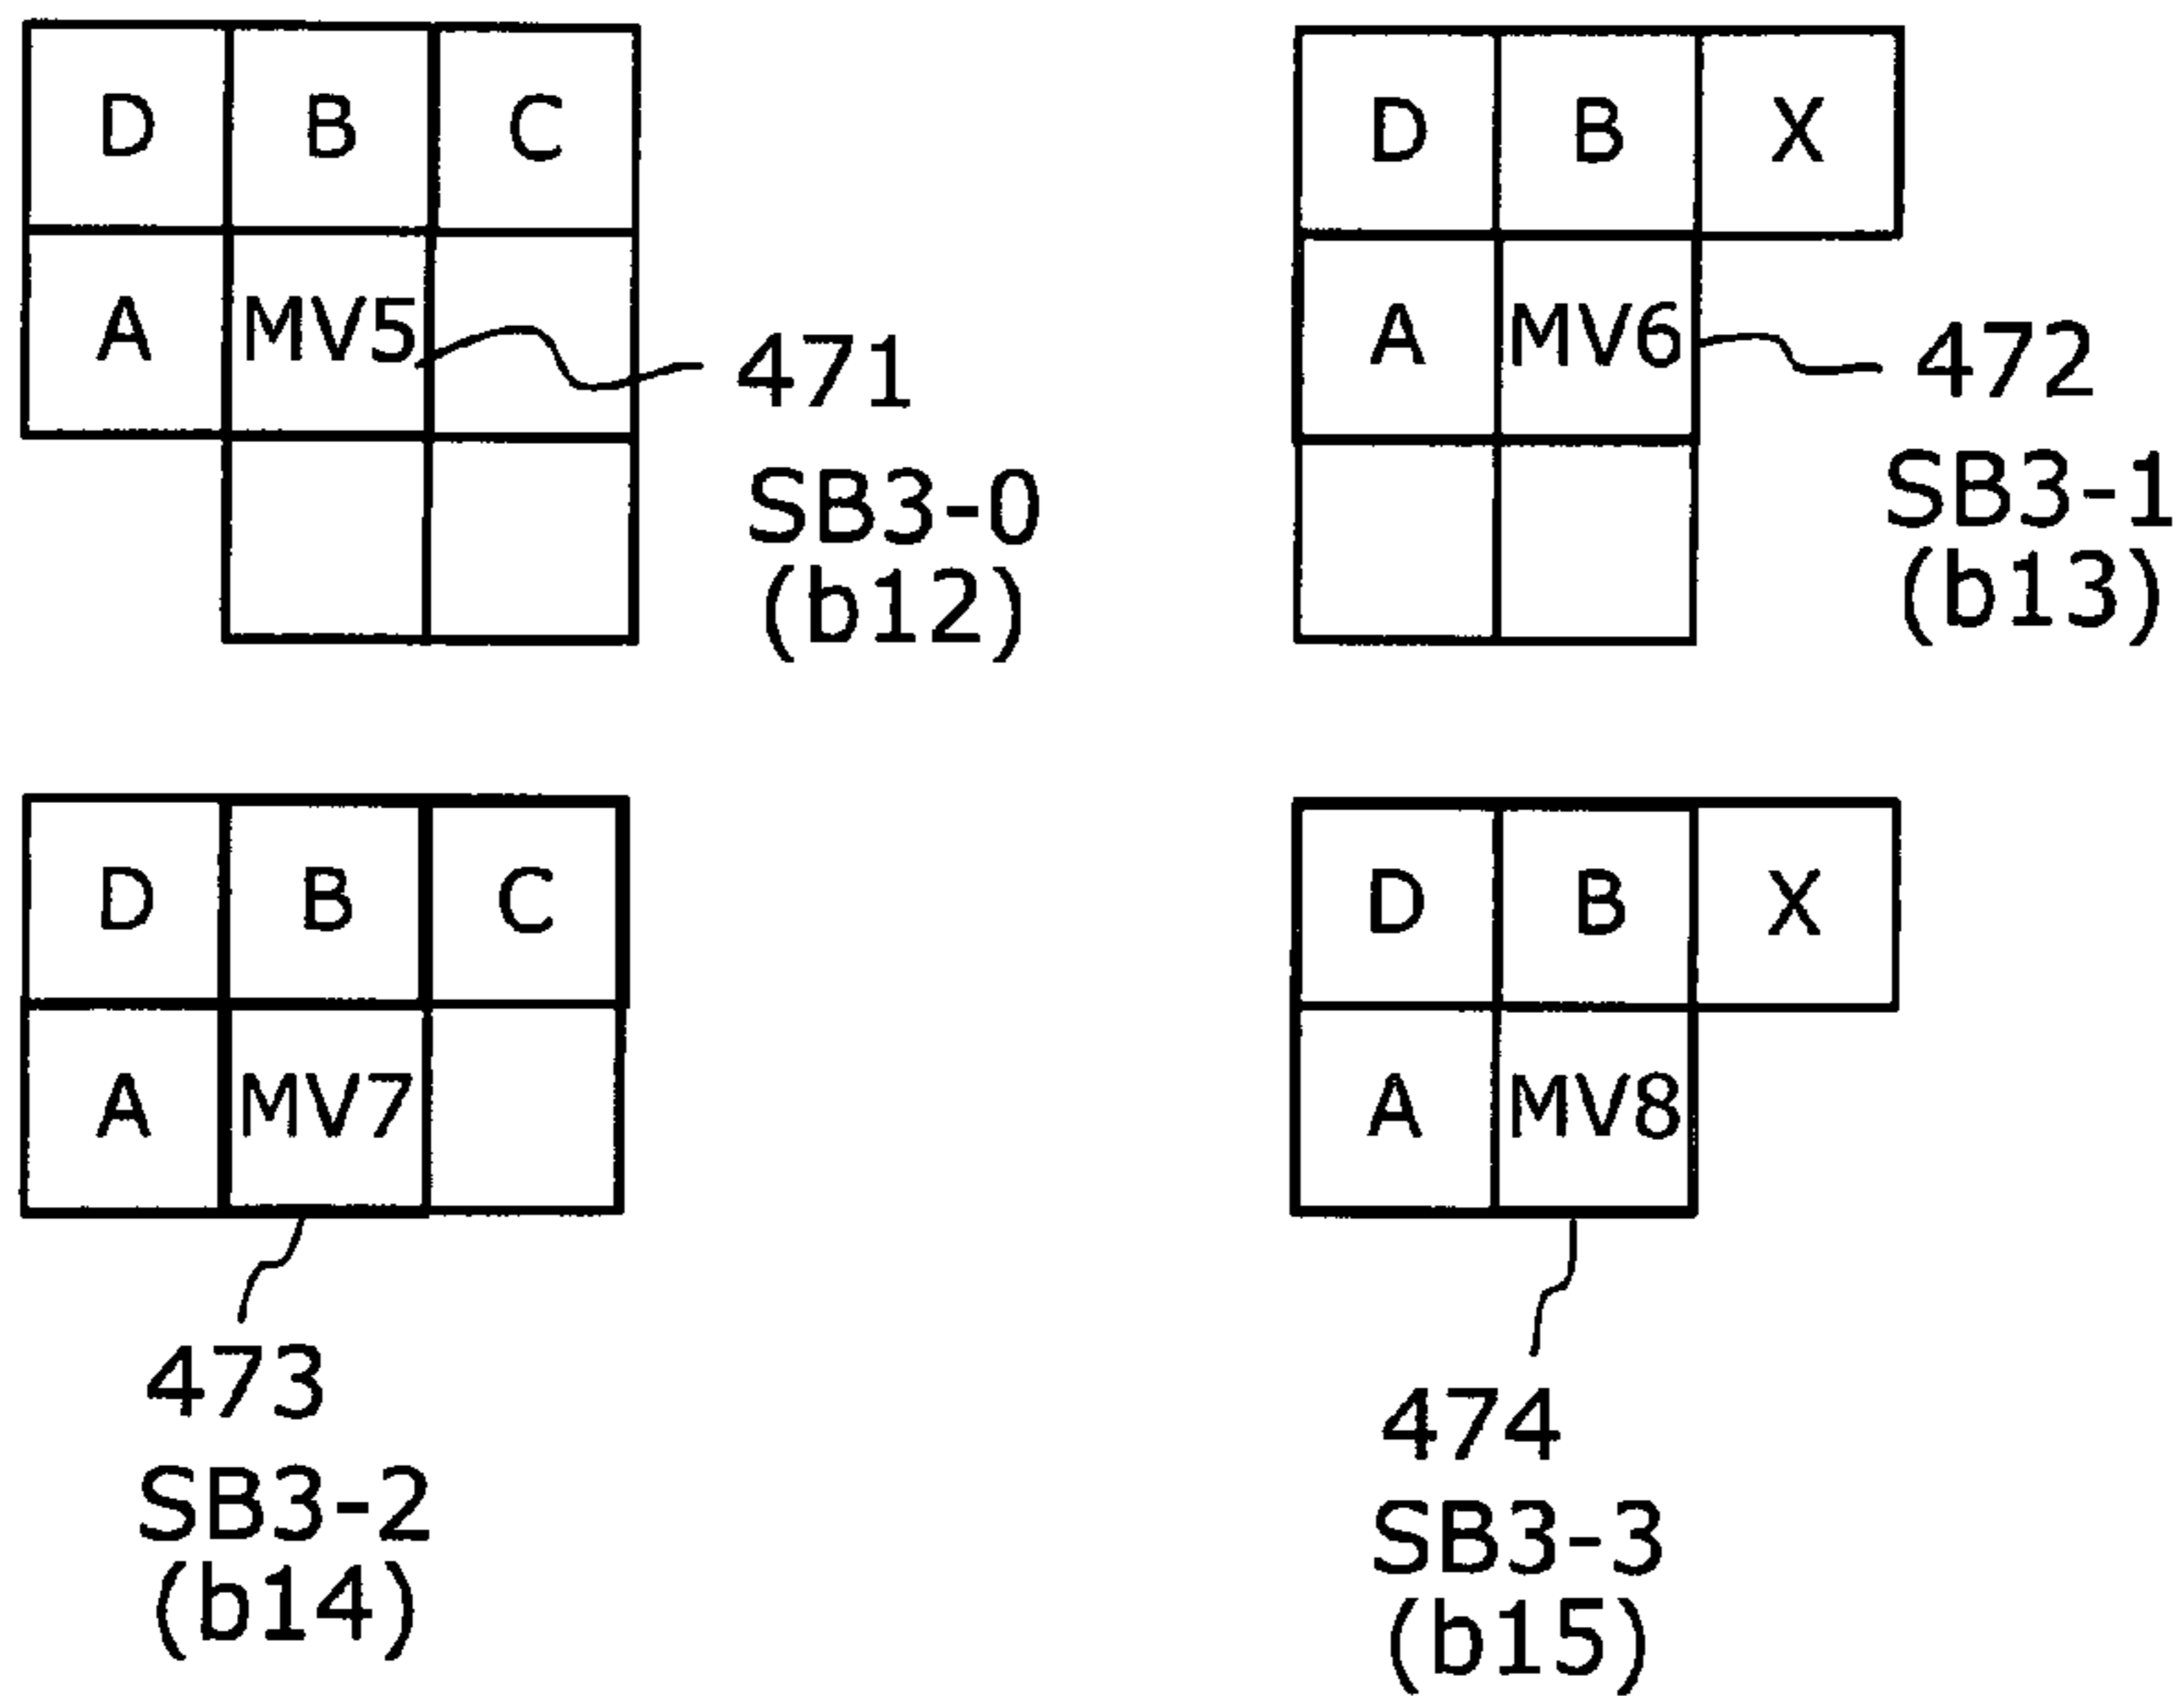 D B C
A MV5
471
SB3-0
(b12)
D B X
A MV6
472
SB3-1
(b13)
D B C
A MV7
473
SB3-2
(b14)
D B X
A MV8
474
SB3-3
(b15)